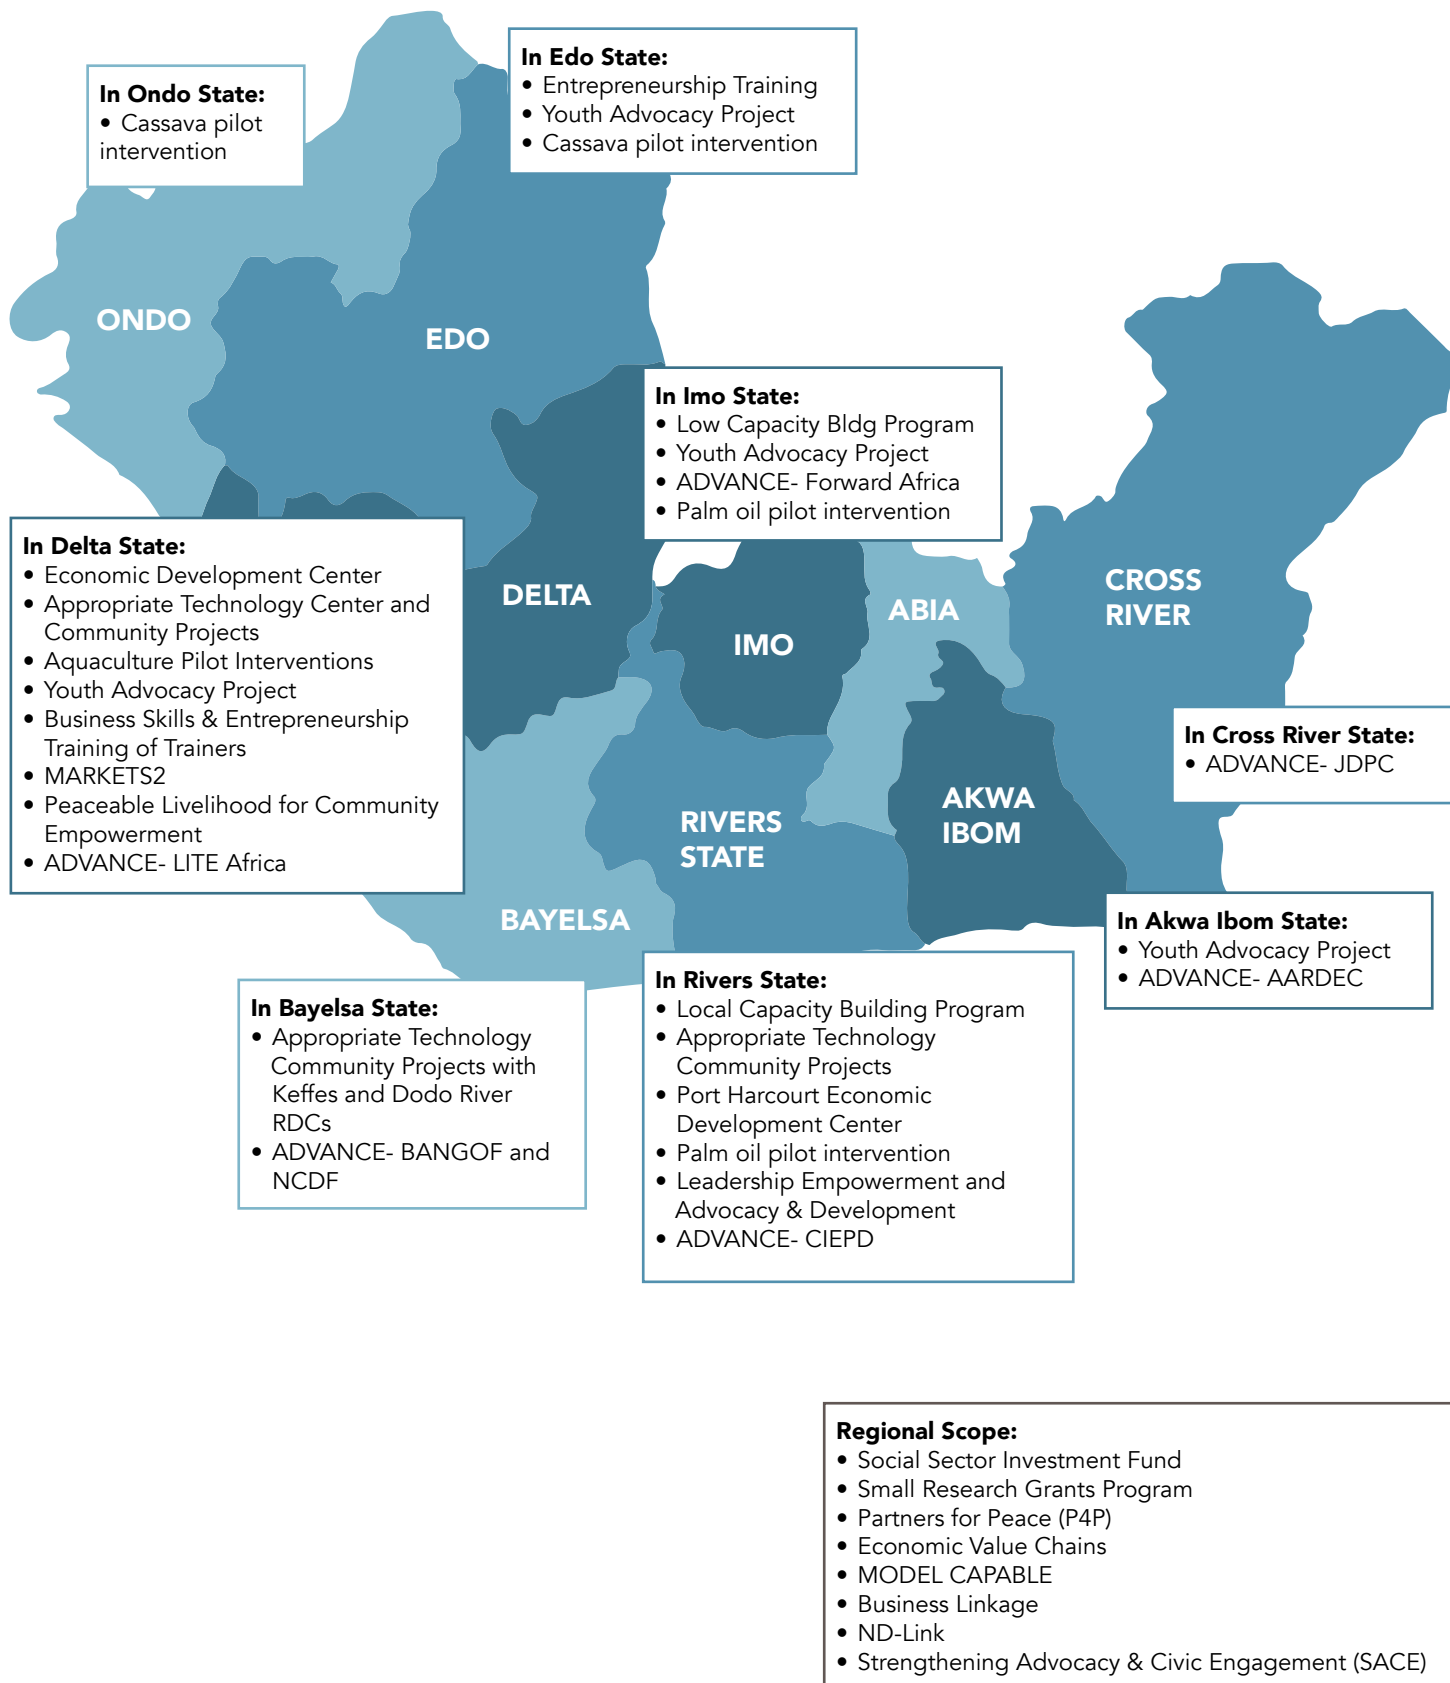 In Ondo State:
• Cassava pilot
intervention
In Edo State:
• Entrepreneurship Training
• Youth Advocacy Project
• Cassava pilot intervention
ONDO
EDO
In Imo State:
• Low Capacity Bldg Program
• Youth Advocacy Project
• ADVANCE- Forward Africa
• Palm oil pilot intervention
In Delta State:
• Economic Development Center
• Appropriate Technology Center and
Community Projects
• Aquaculture Pilot Interventions
• Youth Advocacy Project
• Business Skills & Entrepreneurship
Training of Trainers
• MARKETS2
• Peaceable Livelihood for Community
Empowerment
• ADVANCE- LITE Africa
DELTA
IMO
ABIA
CROSS
RIVER
In Cross River State:
• ADVANCE- JDPC
RIVERS
STATE
AKWA
IBOM
BAYELSA
In Akwa Ibom State:
• Youth Advocacy Project
• ADVANCE- AARDEC
In Bayelsa State:
• Appropriate Technology
Community Projects with
Keffes and Dodo River
RDCs
• ADVANCE- BANGOF and
NCDF
In Rivers State:
• Local Capacity Building Program
• Appropriate Technology
Community Projects
• Port Harcourt Economic
Development Center
• Palm oil pilot intervention
• Leadership Empowerment and
Advocacy & Development
• ADVANCE- CIEPD
Regional Scope:
• Social Sector Investment Fund
• Small Research Grants Program
• Partners for Peace (P4P)
• Economic Value Chains
• MODEL CAPABLE
• Business Linkage
• ND-Link
• Strengthening Advocacy & Civic Engagement (SACE)